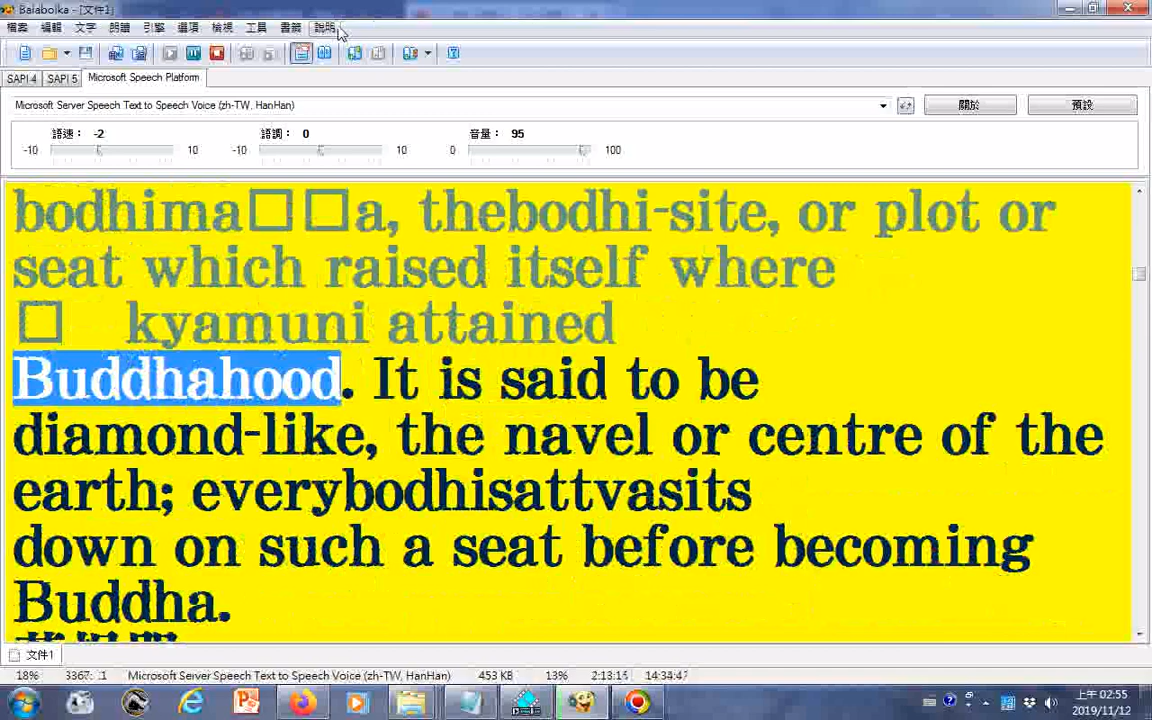 Balabolka - [文件1]
檔案 編輯 文字 朗讀 引擎 選項 檢視 工具 書籤 說明
SAPI 4 SAPI 5 Microsoft Speech Platform
Microsoft Server Speech Text to Speech Voice (zh-TW, HanHan) 關於 預設
語速： -2 語調： 0 音量： 95
-10 10 -10 10 0 100
bodhima□□a, thebodhi-site, or plot or
seat which raised itself where
□ kyamuni attained
Buddhahood. It is said to be
diamond-like, the navel or centre of the
earth; everybodhisattvasits
down on such a seat before becoming
Buddha.
文件1
18% 3367: 1 Microsoft Server Speech Text to Speech Voice (zh-TW, HanHan) 453 KB 13% 2:13:15 14:34:47
上午 02:55
2019/11/12